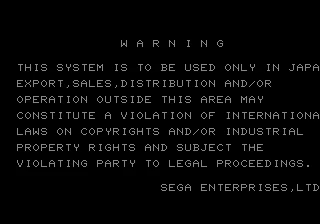 W A R N I N G
THIS SYSTEM IS TO BE USED ONLY IN JAPA
EXPORT,SALES,DISTRIBUTION AND/OR
OPERATION OUTSIDE THIS AREA MAY
CONSTITUTE A VIOLATION OF INTERNATIONA
LAWS ON COPYRIGHTS AND/OR INDUSTRIAL
PROPERTY RIGHTS AND SUBJECT THE
VIOLATING PARTY TO LEGAL PROCEEDINGS.
SEGA ENTERPRISES,LTD